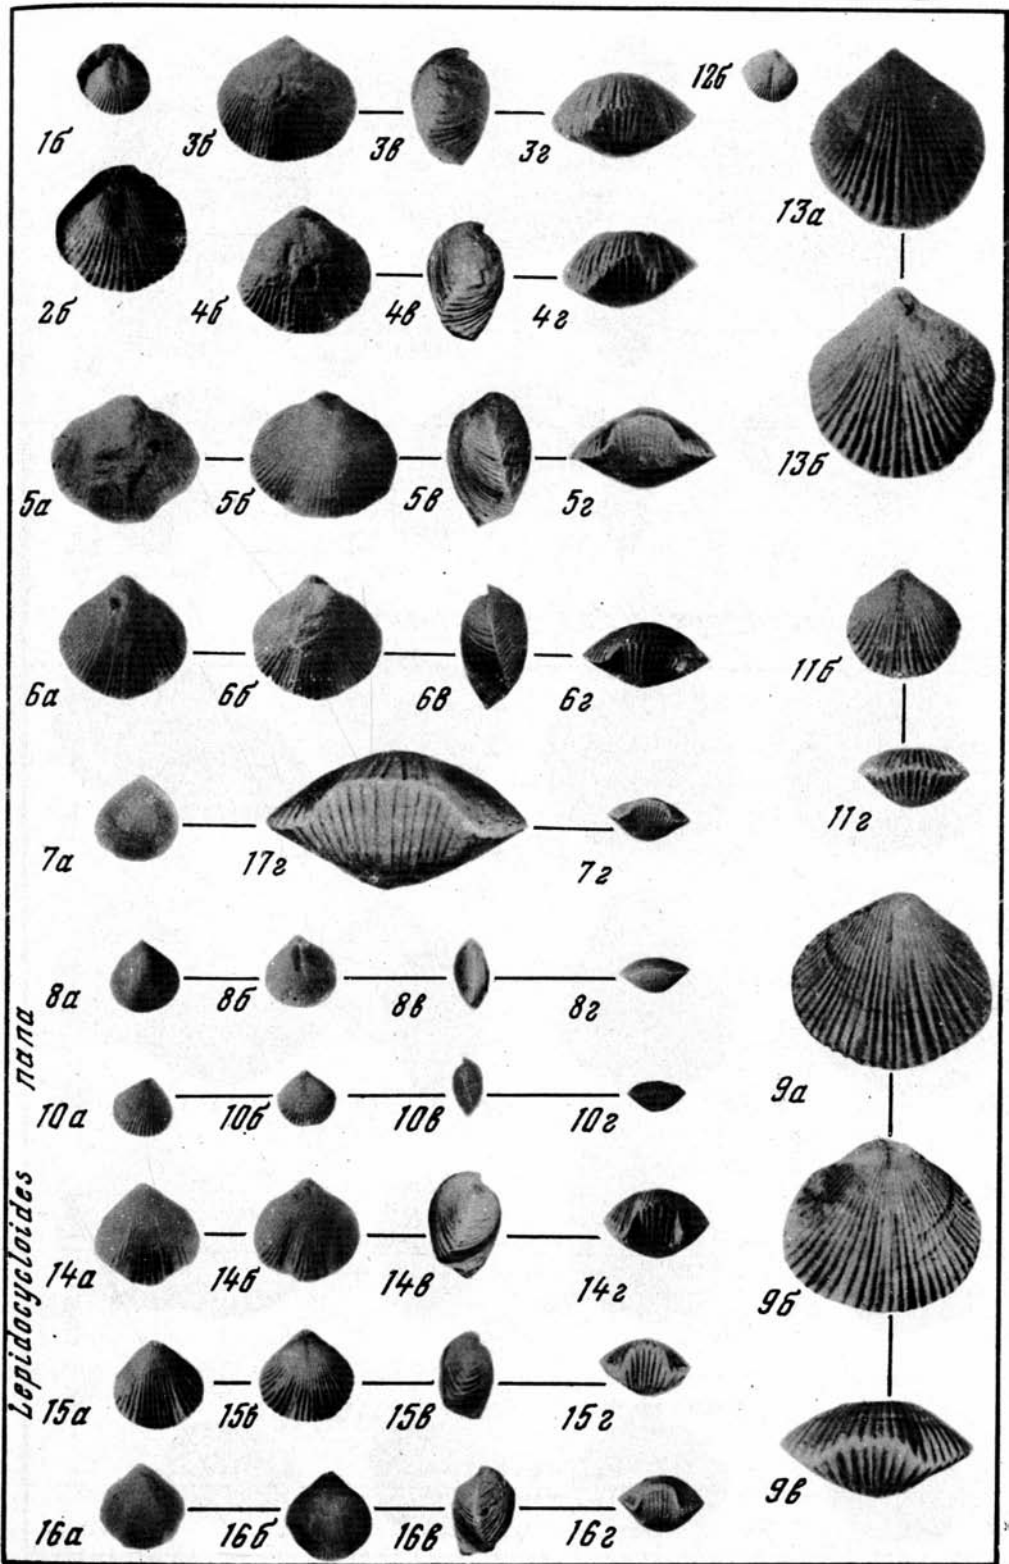 1б 3б 3в 3г 12б
2б 4б 4в 4г 13а
5а 5б 5в 5г 13б
6а 6б 6в 6г 11б
7а 17г 7г 11г
8а 8б 8в 8г 9а
10а 10б 10в 10г
14а 14б 14в 14г 9б
15а 15б 15в 15г
16а 16б 16в 16г 9в
Lepidocycloides nana